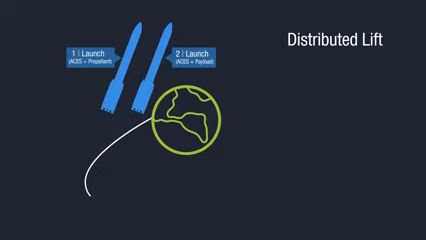 Distributed Lift
1 | Launch
(ACES + Propellant)
2 | Launch
(ACES + Payload)